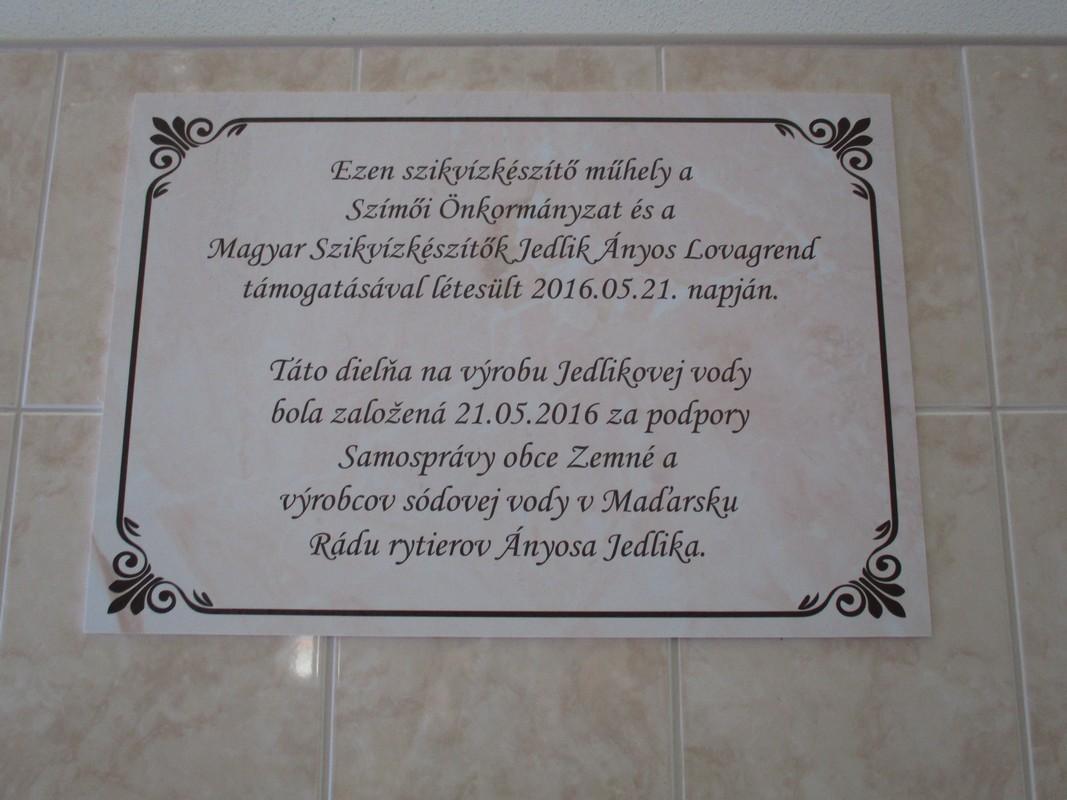 Ezen szikvízkészítő műhely a
Szímői Önkormányzat és a
Magyar Szikvízkészítők Jedlik Ányos Lovagrend
támogatásával létesült 2016.05.21. napján.
Táto dielňa na výrobu Jedlikovej vody
bola založená 21.05.2016 za podpory
Samosprávy obce Zemné a
výrobcov sódovej vody v Maďarsku
Rádu rytierov Ányosa Jedlika.